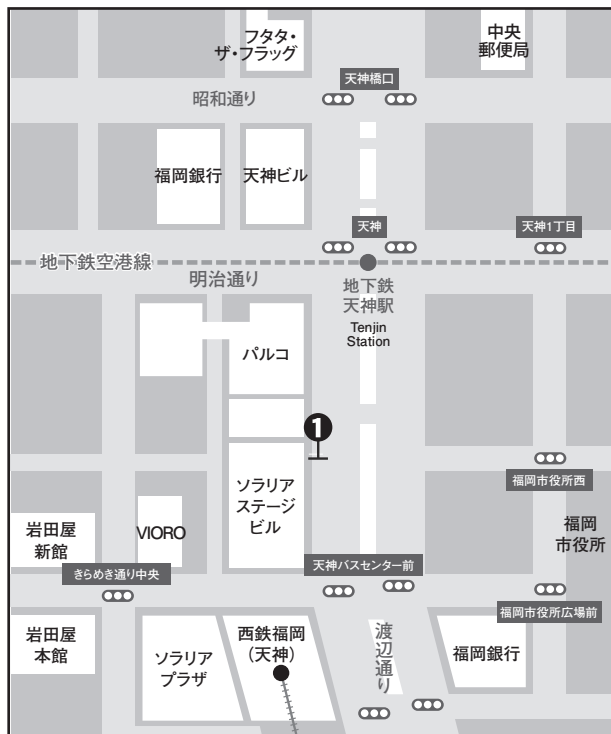 フタタ・
ザ・フラッグ
中央
郵便局
天神橋口
昭和通り
福岡銀行
天神ビル
天神
天神1丁目
地下鉄空港線
明治通り
地下鉄
天神駅
Tenjin
Station
パルコ
1
福岡市役所西
ソラリア
ステージ
ビル
岩田屋
新館
VIORO
福岡
市役所
きらめき通り中央
天神バスセンター前
福岡市役所広場前
岩田屋
本館
ソラリア
プラザ
西鉄福岡
(天神)
渡辺通り
福岡銀行